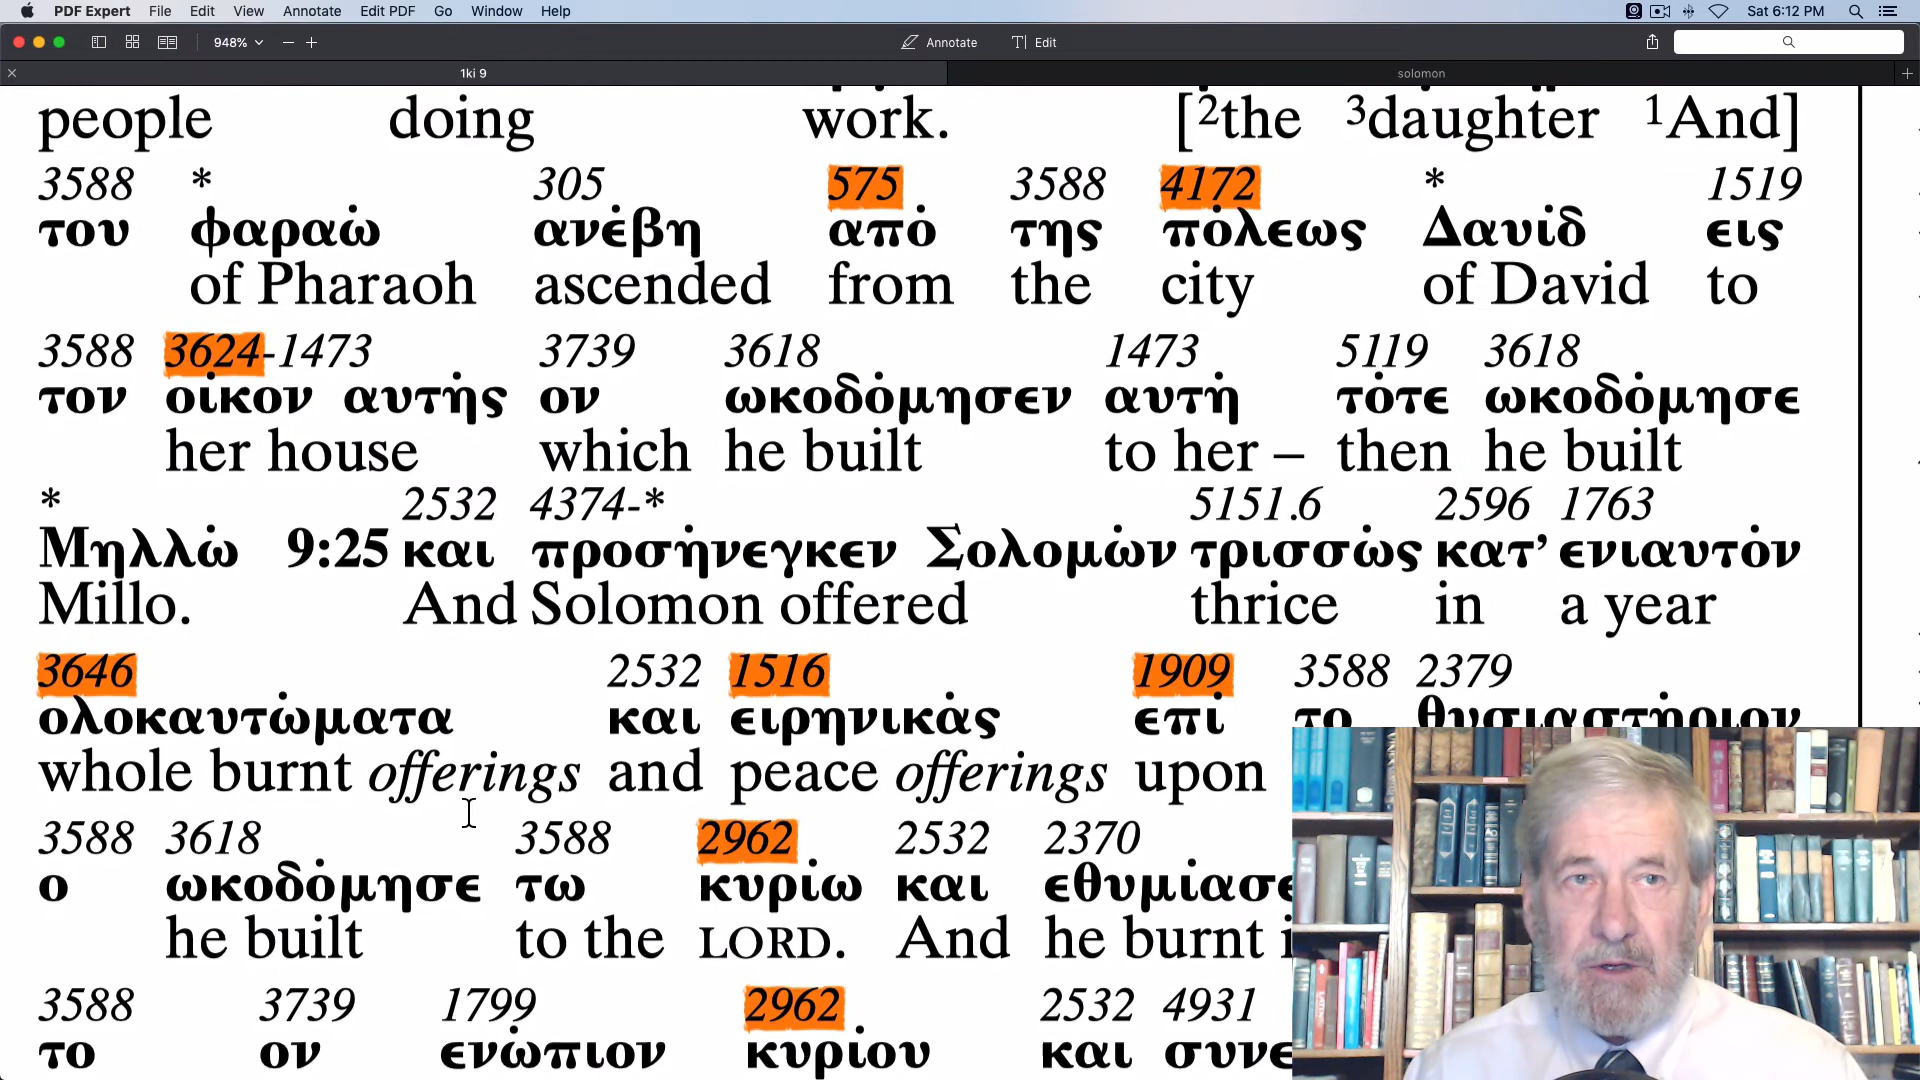 PDF Expert File Edit View Annotate Edit PDF Go Window Help Sat 6:12 PM
948% Annotate Edit
1ki 9 solomon
people doing work. [²the ³daughter ¹And]
3588 * 305 575 3588 4172 * 1519
του φαραώ ανέβη από της πόλεως Δαυίδ εις
of Pharaoh ascended from the city of David to
3588 3624-1473 3739 3618 1473 5119 3618
τον οίκον αυτής ον ωκοδόμησεν αυτή τότε ωκοδόμησε
her house which he built to her – then he built
* 2532 4374-* 5151.6 2596 1763
Μηλλώ 9:25 και προσήνεγκεν Σολομών τρισσώς κατ’ ενιαυτόν
Millo. And Solomon offered thrice in a year
3646 2532 1516 1909 3588 2379
ολοκαυτώματα και ειρηνικάς επί το θυσιαστήριον
whole burnt offerings and peace offerings upon
3588 3618 3588 2962 2532 2370
ο ωκοδόμησε τω κυρίω και εθυμίασε
he built to the LORD. And he burnt
3588 3739 1799 2962 2532 4931
το ον ενώπιον κυρίου και